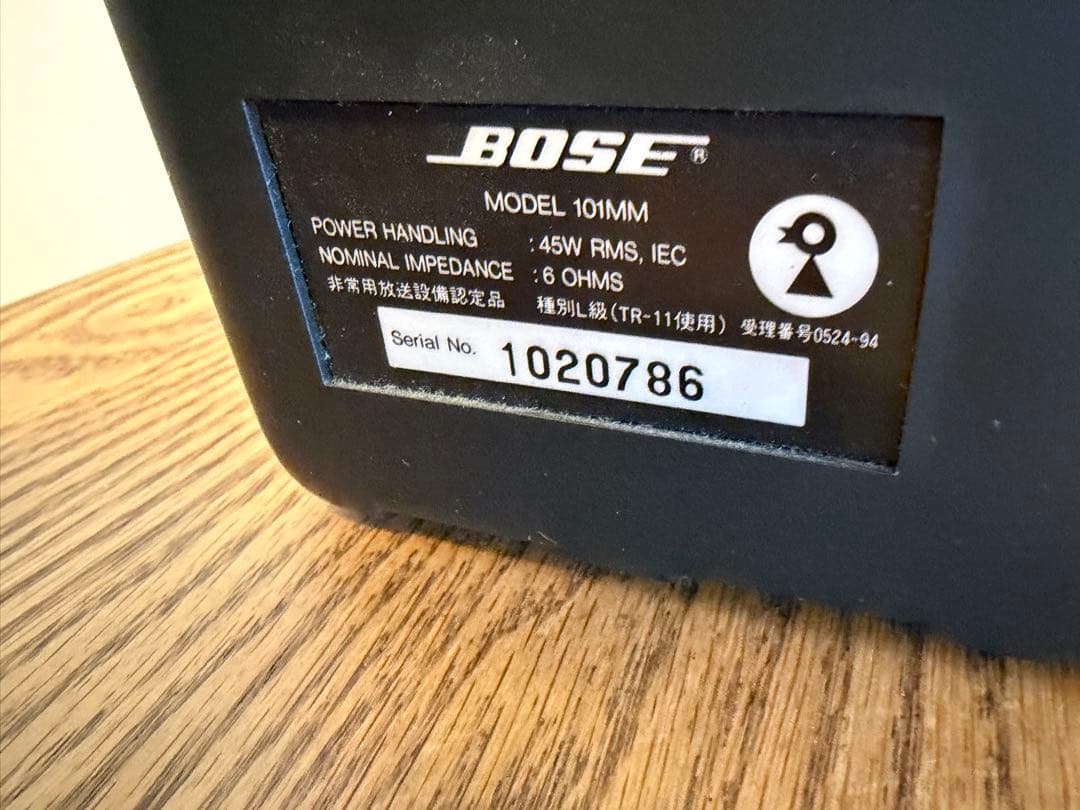 BOSE®
MODEL 101MM
POWER HANDLING : 45W RMS, IEC
NOMINAL IMPEDANCE : 6 OHMS
非常用放送設備認定品 種別L級(TR-11使用) 受理番号0524-94
Serial No. 1020786